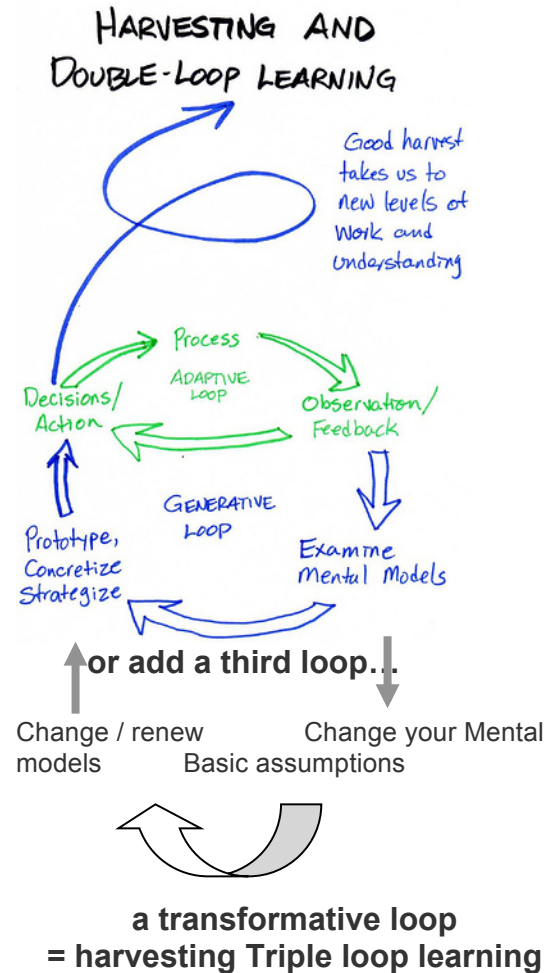 HARVESTING AND
DOUBLE-LOOP LEARNING
Good harvest
takes us to
new levels of
work and
understanding
Process
ADAPTIVE
LOOP
Decisions/
Action
Observation/
Feedback
GENERATIVE
LOOP
Prototype,
Concretize
Strategize
Examine
Mental Models
or add a third loop…
Change / renew Change your Mental
models Basic assumptions
a transformative loop
= harvesting Triple loop learning